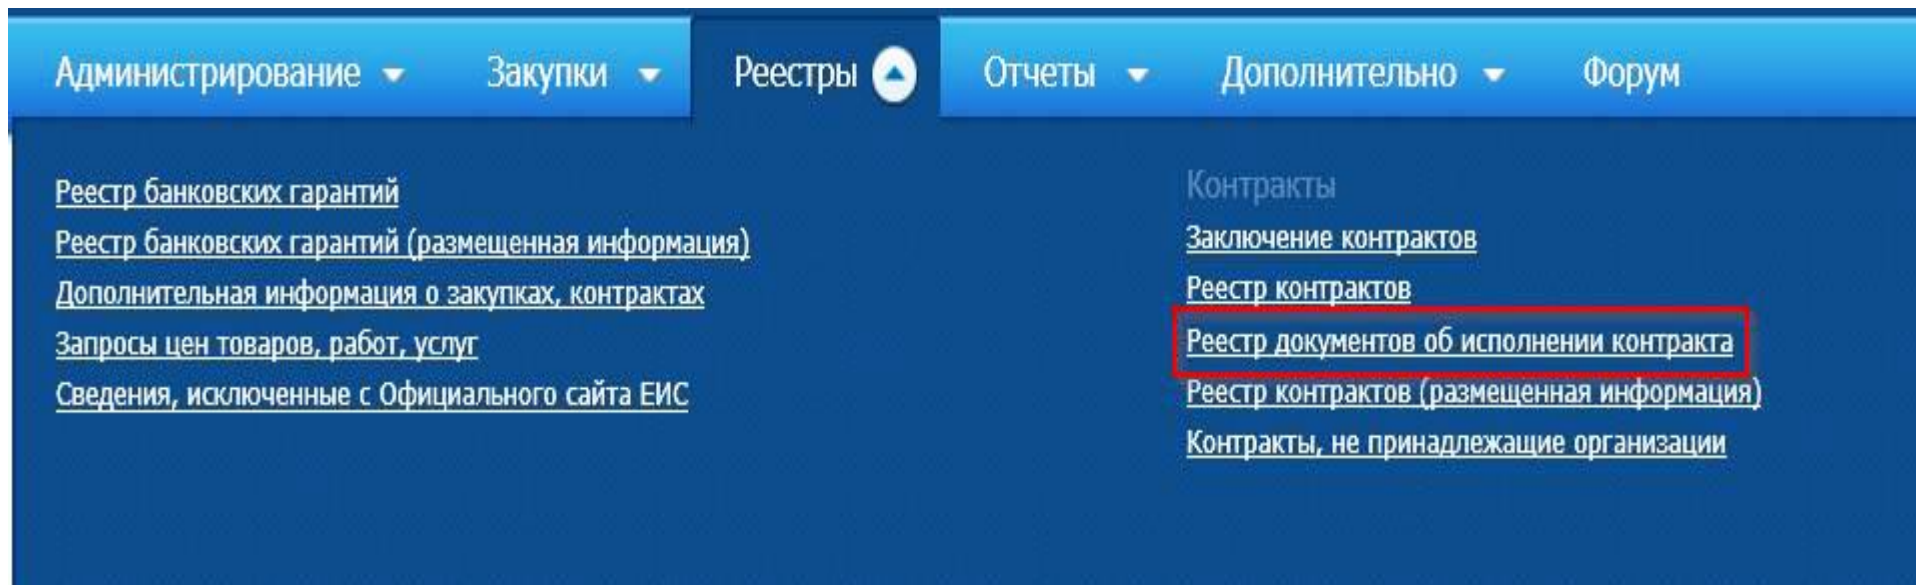 Администрирование
Закупки
Реестры
Отчеты
Дополнительно
Форум
Реестр банковских гарантий
Реестр банковских гарантий (размещенная информация)
Дополнительная информация о закупках, контрактах
Запросы цен товаров, работ, услуг
Сведения, исключенные с Официального сайта ЕИС
Контракты
Заключение контрактов
Реестр контрактов
Реестр документов об исполнении контракта
Реестр контрактов (размещенная информация)
Контракты, не принадлежащие организации